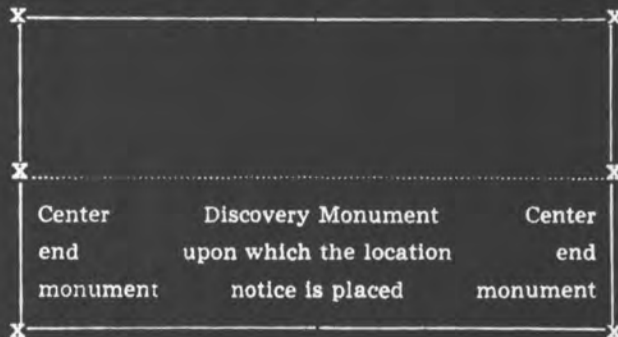 X X
X X
Center Discovery Monument Center
end upon which the location end
monument notice is placed monument
X X